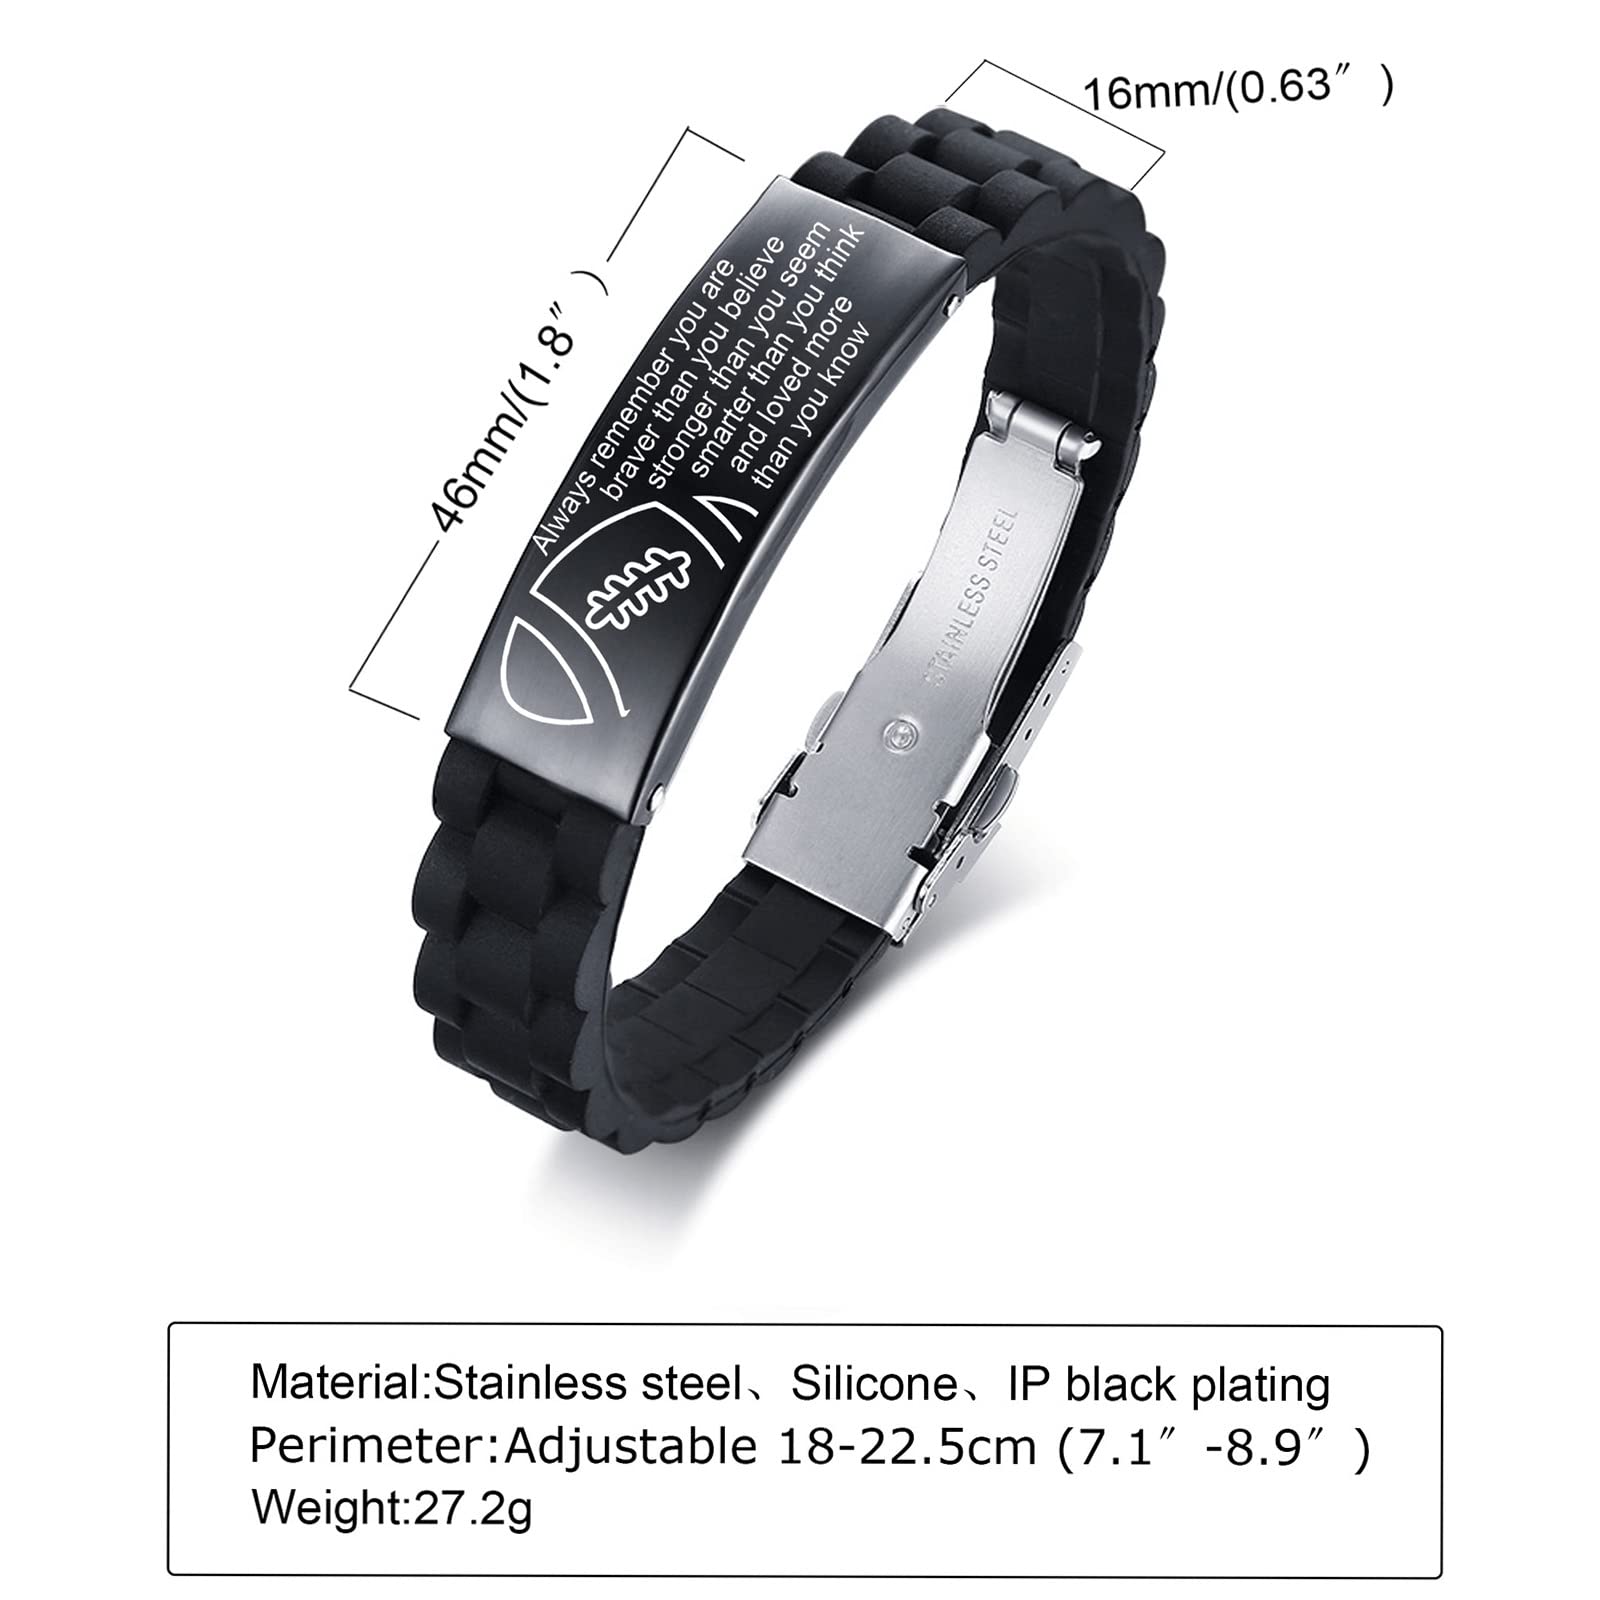 16mm/(0.63″ )
46mm/(1.8″ )
Always remember you are
braver than you believe
stronger than you seem
smarter than you think
and loved more
than you know
STAINLESS STEEL
Material:Stainless steel、Silicone、IP black plating
Perimeter:Adjustable 18-22.5cm (7.1″ -8.9″ )
Weight:27.2g